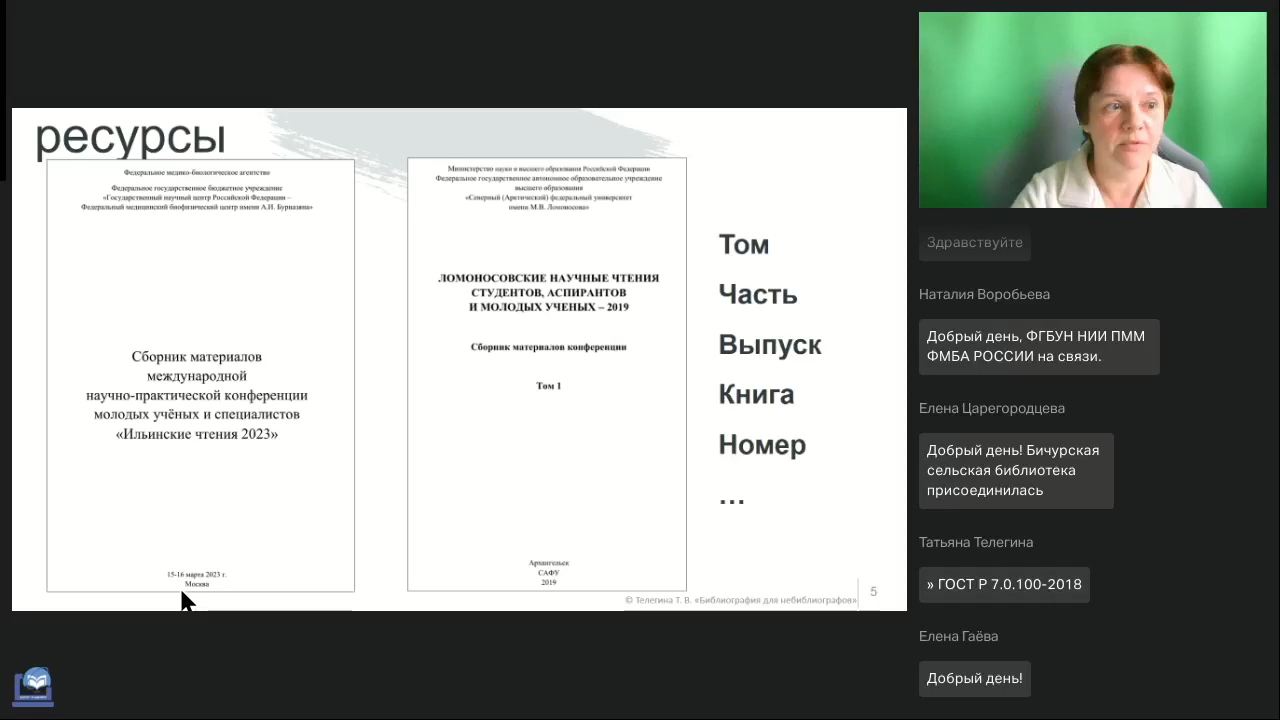 ресурсы
Федеральное медико-биологическое агентство
Федеральное государственное бюджетное учреждение
«Государственный научный центр Российской Федерации –
Федеральный медицинский биофизический центр имени А.И. Бурназяна»
Сборник материалов
международной
научно-практической конференции
молодых учёных и специалистов
«Ильинские чтения 2023»
15-16 марта 2023 г.
Москва
Министерство науки и высшего образования Российской Федерации
Федеральное государственное автономное образовательное учреждение
высшего образования
«Северный (Арктический) федеральный университет
имени М.В. Ломоносова»
ЛОМОНОСОВСКИЕ НАУЧНЫЕ ЧТЕНИЯ
СТУДЕНТОВ, АСПИРАНТОВ
И МОЛОДЫХ УЧЕНЫХ – 2019
Сборник материалов конференции
Том 1
Архангельск
САФУ
2019
Том
Часть
Выпуск
Книга
Номер
...
© Телегина Т. В. «Библиография для небиблиографов»
5
Здравствуйте
Наталия Воробьева
Добрый день, ФГБУН НИИ ПММ
ФМБА РОССИИ на связи.
Елена Царегородцева
Добрый день! Бичурская
сельская библиотека
присоединилась
Татьяна Телегина
» ГОСТ Р 7.0.100-2018
Елена Гаёва
Добрый день!